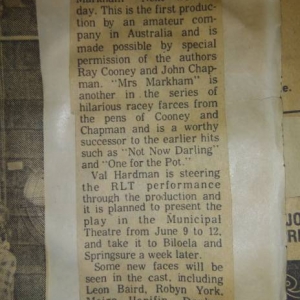 day. This is the first produc-
tion by an amateur com-
pany in Australia and is
made possible by special
permission of the authors
Ray Cooney and John Chap-
man. "Mrs Markham" is
another in the series of
hilarious racey farces from
the pens of Cooney and
Chapman and is a worthy
successor to the earlier hits
such as "Not Now Darling"
and "One for the Pot."
Val Hardman is steering
the RLT performance
through the production and
it is planned to present the
play in the Municipal
Theatre from June 9 to 12,
and take it to Biloela and
Springsure a week later.
Some new faces will be
seen in the cast, including
Leon Baird, Robyn York,